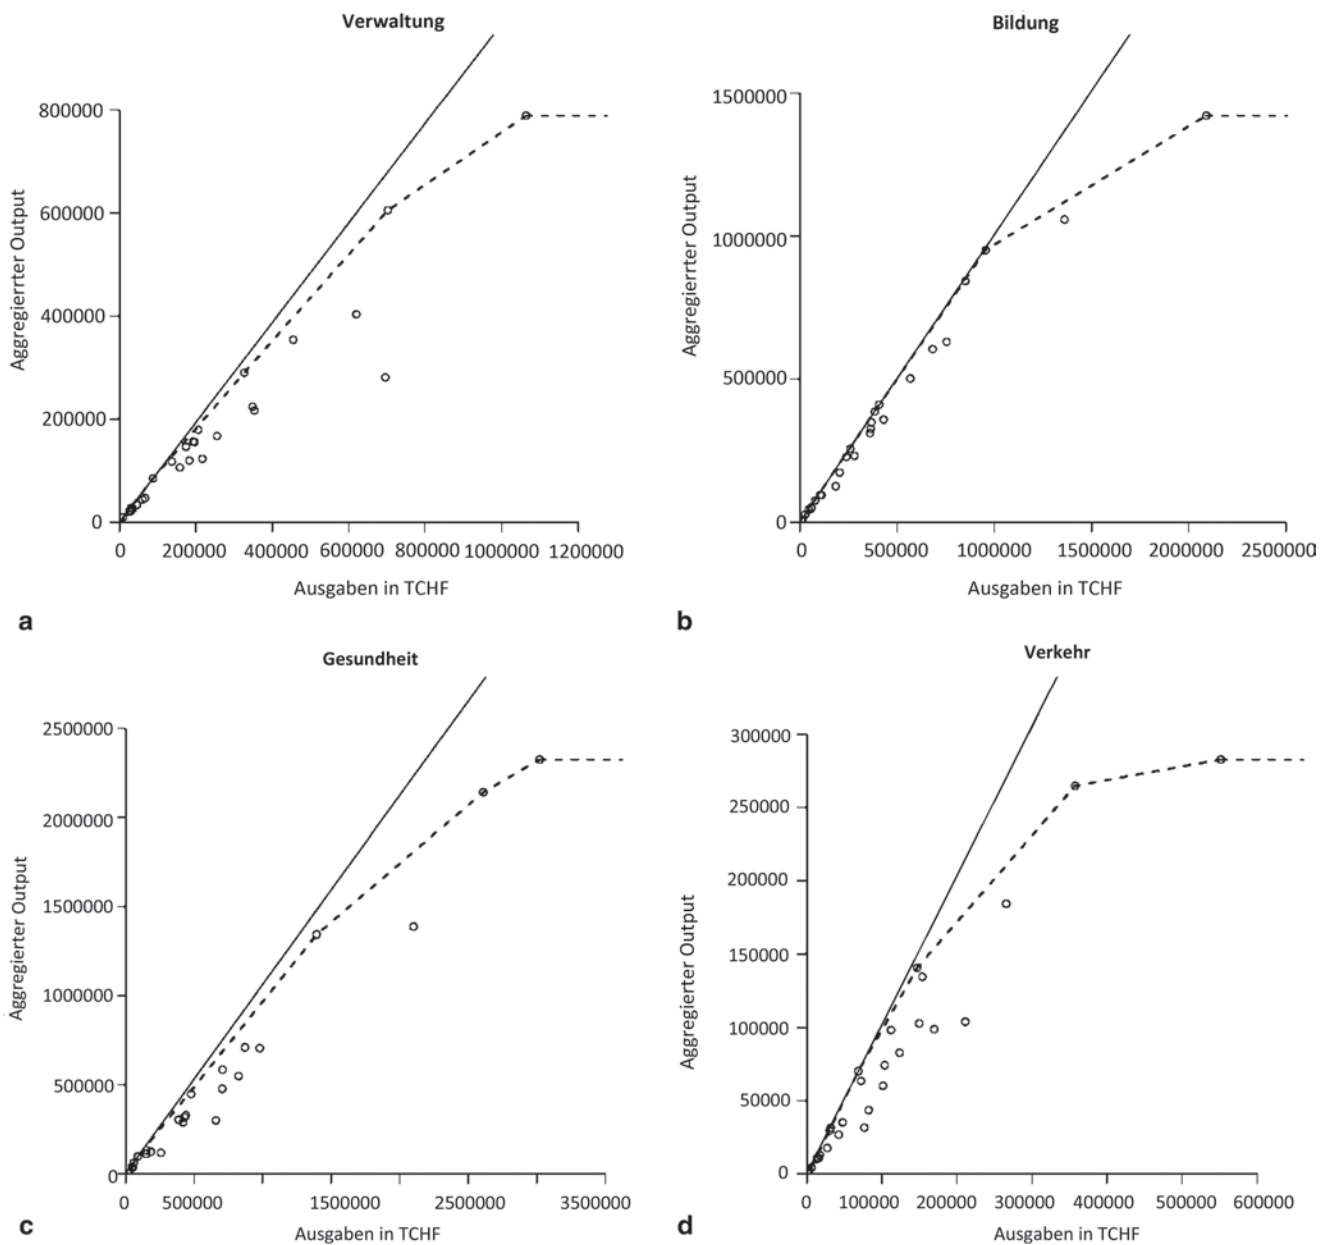 Verwaltung
800000
600000
400000
200000
0
Aggregierrter Output
0 200000 400000 600000 800000 1000000 1200000
Ausgaben in TCHF
a
Bildung
1500000
1000000
500000
0
Aggregierrter Output
0 500000 1000000 1500000 2000000 2500000
Ausgaben in TCHF
b
Gesundheit
2500000
2000000
1500000
1000000
500000
0
Aggregierter Output
0 500000 1500000 2500000 3500000
Ausgaben in TCHF
c
Verkehr
300000
250000
200000
150000
100000
50000
0
Aggregierter Output
0 100000 200000 300000 400000 500000 600000
Ausgaben in TCHF
d